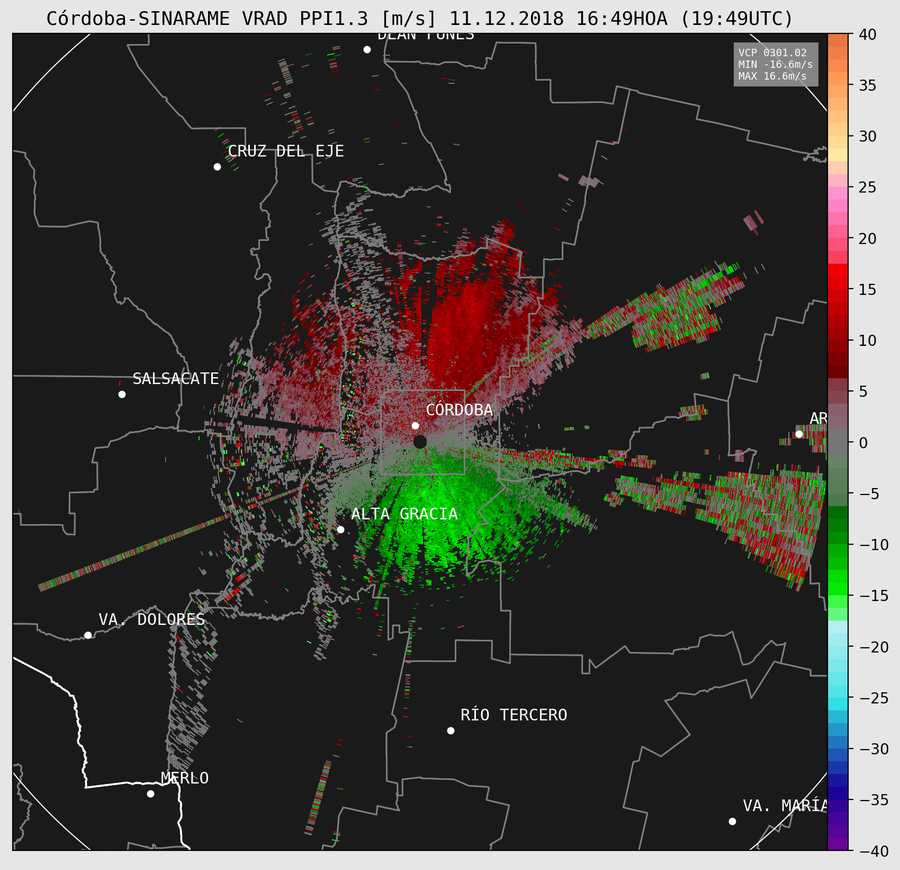 Córdoba-SINARAME VRAD PPI1.3 [m/s] 11.12.2018 16:49HOA (19:49UTC)
DEAN FUNES
VCP 0301.02
MIN -16.6m/s
MAX 16.6m/s
CRUZ DEL EJE
SALSACATE
CÓRDOBA
AR
ALTA GRACIA
VA. DOLORES
RÍO TERCERO
MERLO
VA. MARÍA
40
35
30
25
20
15
10
5
0
−5
−10
−15
−20
−25
−30
−35
−40